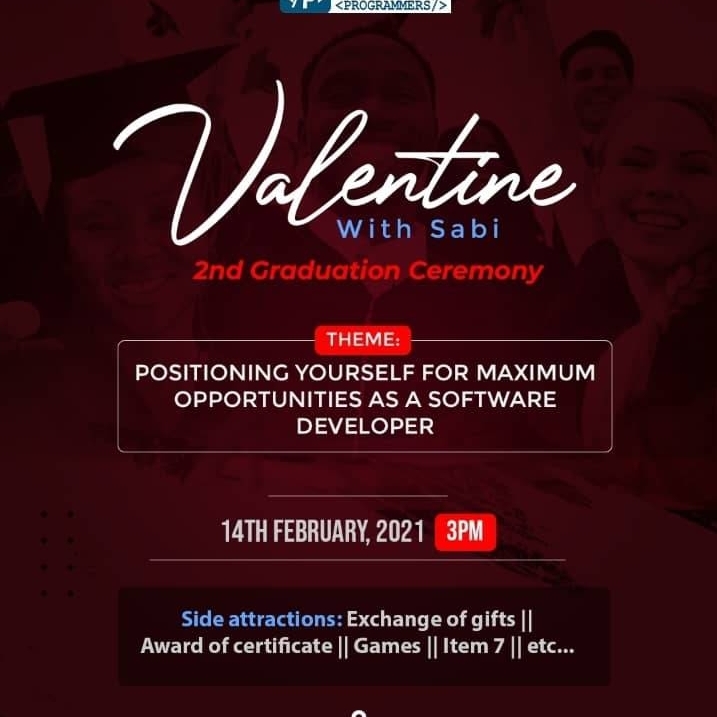 <PROGRAMMERS/>
Valentine
With Sabi
2nd Graduation Ceremony
THEME:
POSITIONING YOURSELF FOR MAXIMUM
OPPORTUNITIES AS A SOFTWARE
DEVELOPER
14TH FEBRUARY, 2021 3PM
Side attractions: Exchange of gifts ||
Award of certificate || Games || Item 7 || etc...